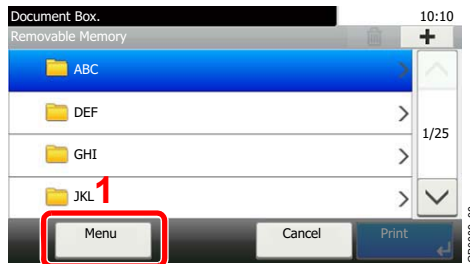 Document Box.
10:10
Removable Memory
ABC
DEF
1/25
GHI
JKL
1
Menu
Cancel
Print